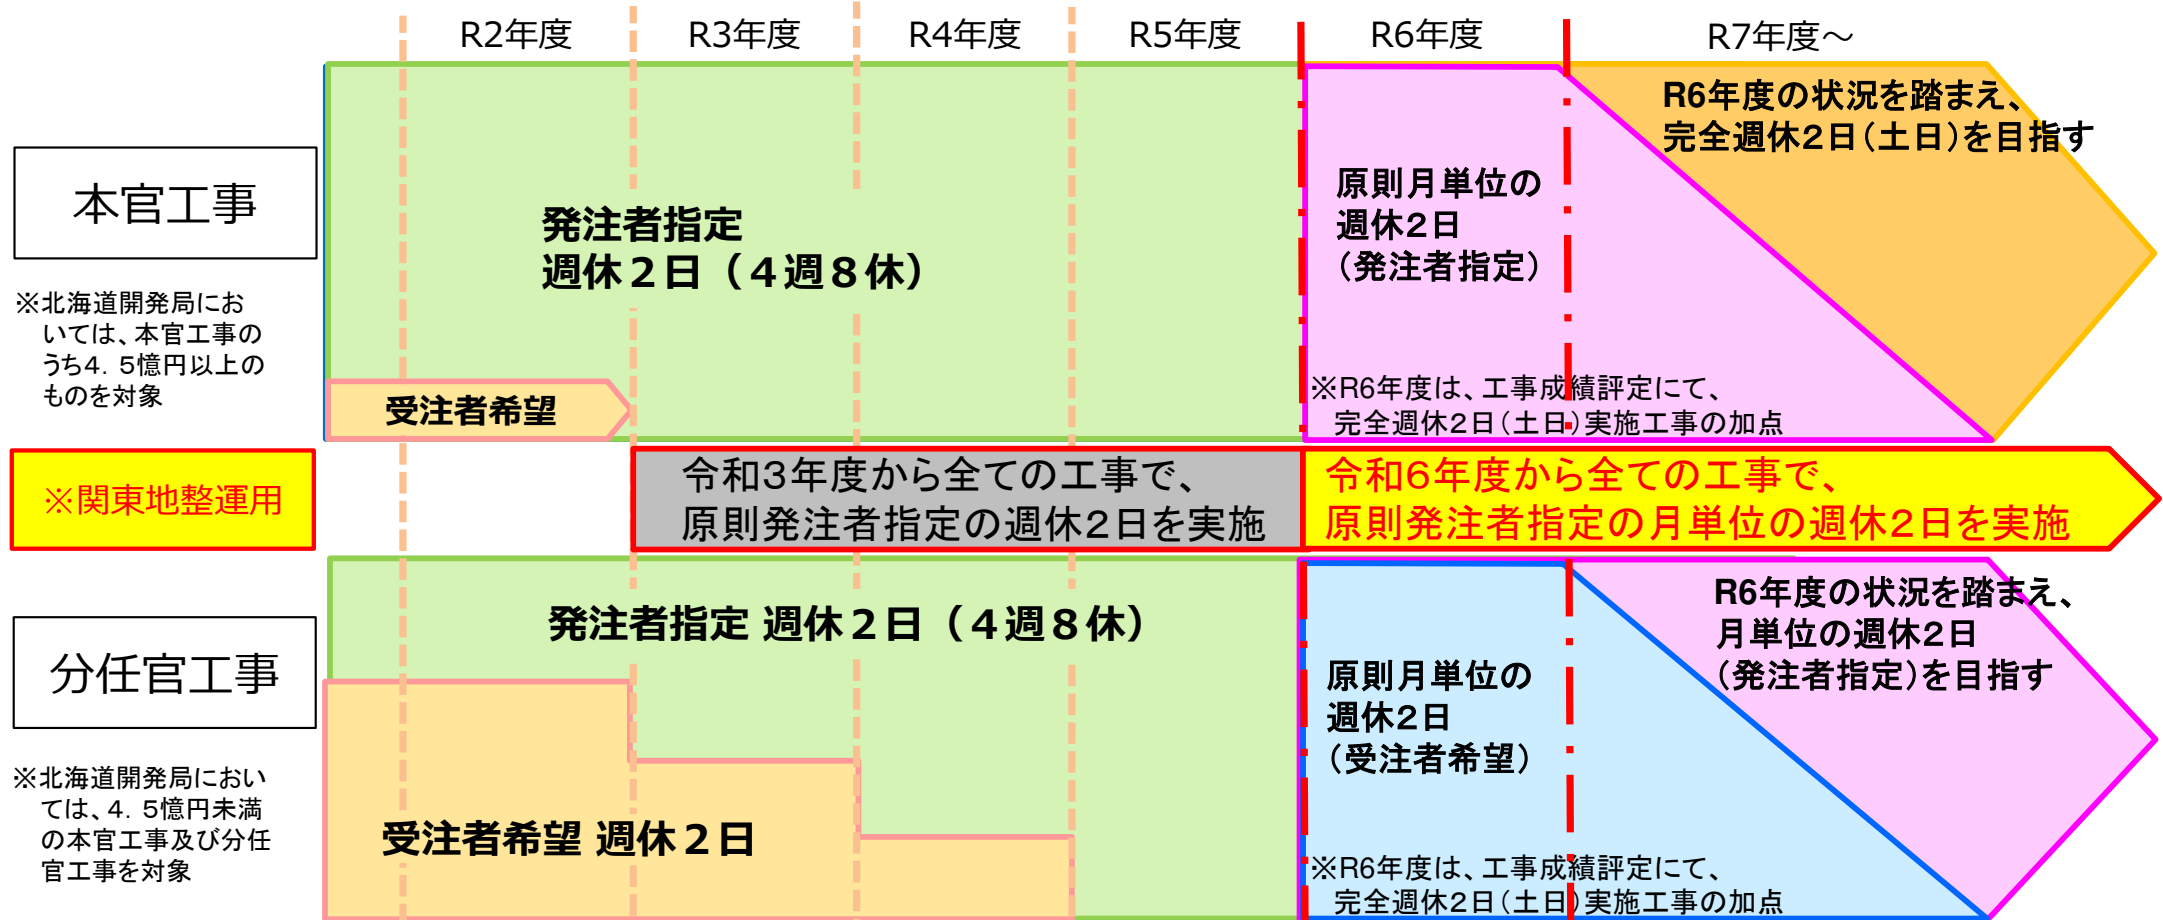 R2年度
R3年度
R4年度
R5年度
R6年度
R7年度～
本官工事
※北海道開発局にお
いては、本官工事の
うち4．5憶円以上の
ものを対象
発注者指定
週休２日（４週８休）
受注者希望
原則月単位の
週休2日
（発注者指定）
※R6年度は、工事成績評定にて、
完全週休2日（土日）実施工事の加点
R6年度の状況を踏まえ、
完全週休2日（土日）を目指す
※関東地整運用
令和3年度から全ての工事で、
原則発注者指定の週休2日を実施
令和6年度から全ての工事で、
原則発注者指定の月単位の週休2日を実施
分任官工事
※北海道開発局におい
ては、4．5憶円未満
の本官工事及び分任
官工事を対象
発注者指定 週休２日（４週８休）
受注者希望 週休２日
原則月単位の
週休2日
（受注者希望）
※R6年度は、工事成績評定にて、
完全週休2日（土日）実施工事の加点
R6年度の状況を踏まえ、
月単位の週休2日
（発注者指定）を目指す